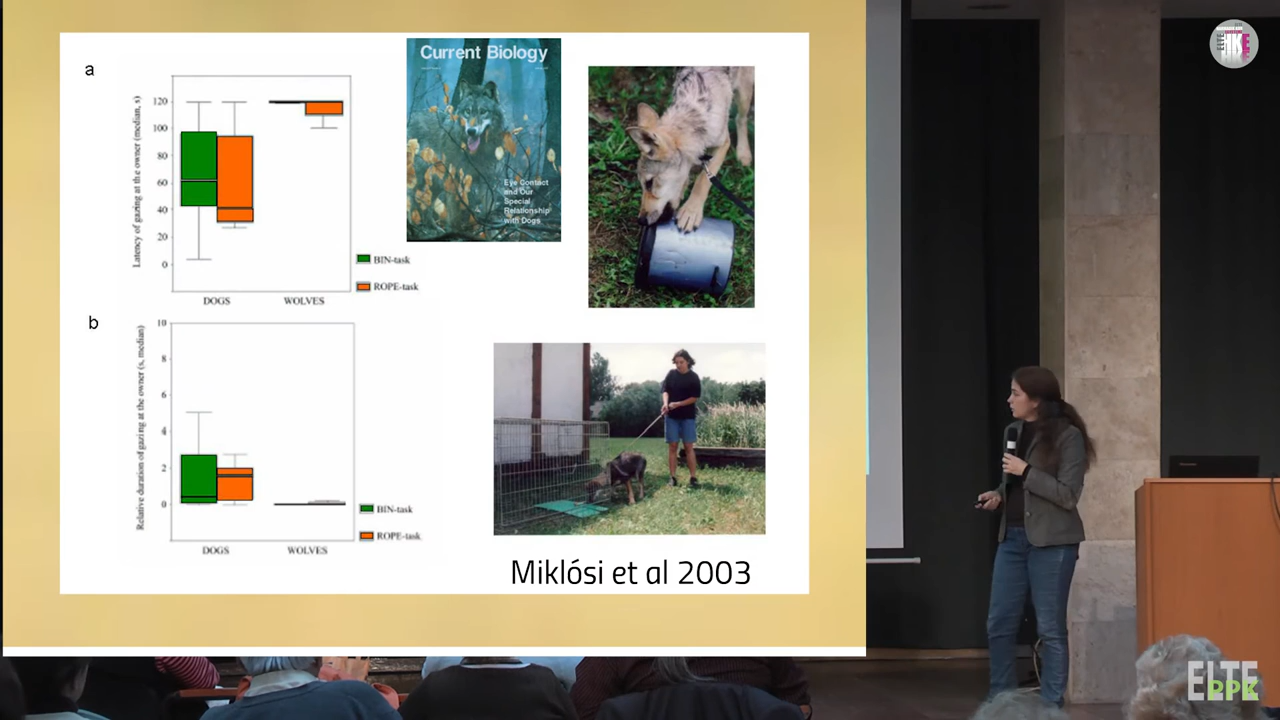 a
Latency of gazing at the owner (median, s)
120
100
80
60
40
20
0
DOGS
WOLVES
BIN-task
ROPE-task
Current Biology
Eye Contact
and Our
Special
Relationship
with Dogs
b
Relative duration of gazing at the owner (s, median)
10
8
6
4
2
0
DOGS
WOLVES
BIN-task
ROPE-task
Miklósi et al 2003
ELTE
ELTE
PPK